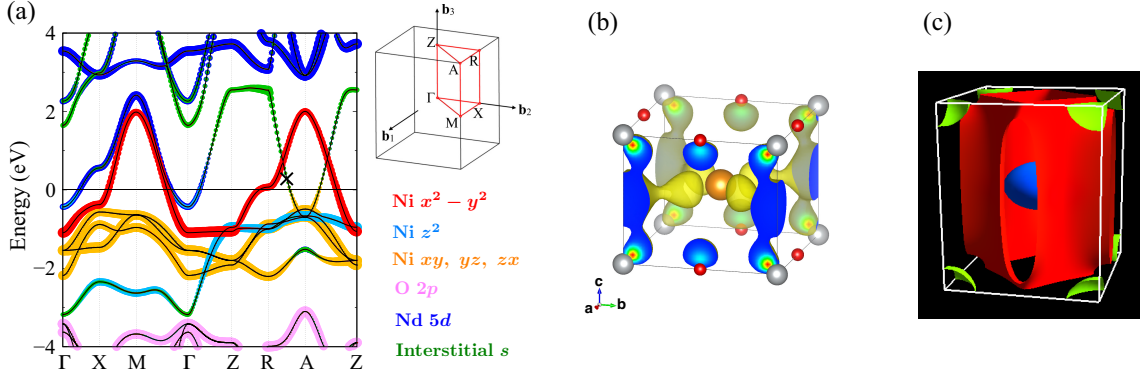 (a)
(b)
(c)
Energy (eV)
4
2
0
−2
−4
Γ X M Γ Z R A Z
b₃
Z
R
A
Γ
b₂
X
M
b₁
Ni x² − y²
Ni z²
Ni xy, yz, zx
O 2p
Nd 5d
Interstitial s
c
a
b